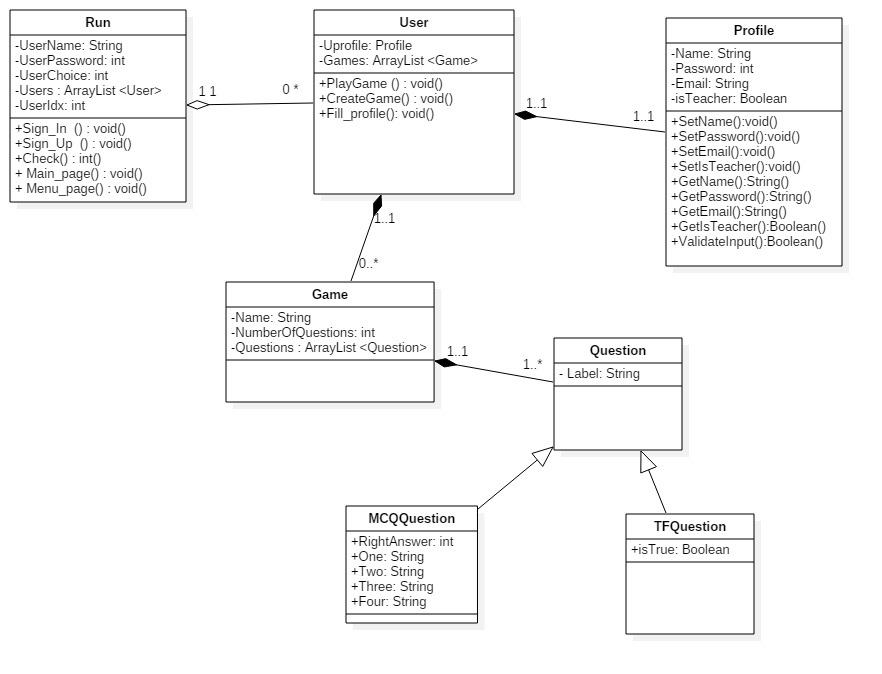 Run
-UserName: String
-UserPassword: int
-UserChoice: int
-Users : ArrayList <User>
-UserIdx: int
+Sign_In () : void()
+Sign_Up () : void()
+Check() : int()
+ Main_page() : void()
+ Menu_page() : void()
1 1
0 *
User
-Uprofile: Profile
-Games: ArrayList <Game>
+PlayGame () : void()
+CreateGame() : void()
+Fill_profile(): void()
1..1
1..1
Profile
-Name: String
-Password: int
-Email: String
-isTeacher: Boolean
+SetName():void()
+SetPassword():void()
+SetEmail():void()
+SetIsTeacher():void()
+GetName():String()
+GetPassword():String()
+GetEmail():String()
+GetIsTeacher():Boolean()
+ValidateInput():Boolean()
1..1
0..*
Game
-Name: String
-NumberOfQuestions: int
-Questions : ArrayList <Question>
1..1
1..*
Question
- Label: String
MCQQuestion
+RightAnswer: int
+One: String
+Two: String
+Three: String
+Four: String
TFQuestion
+isTrue: Boolean